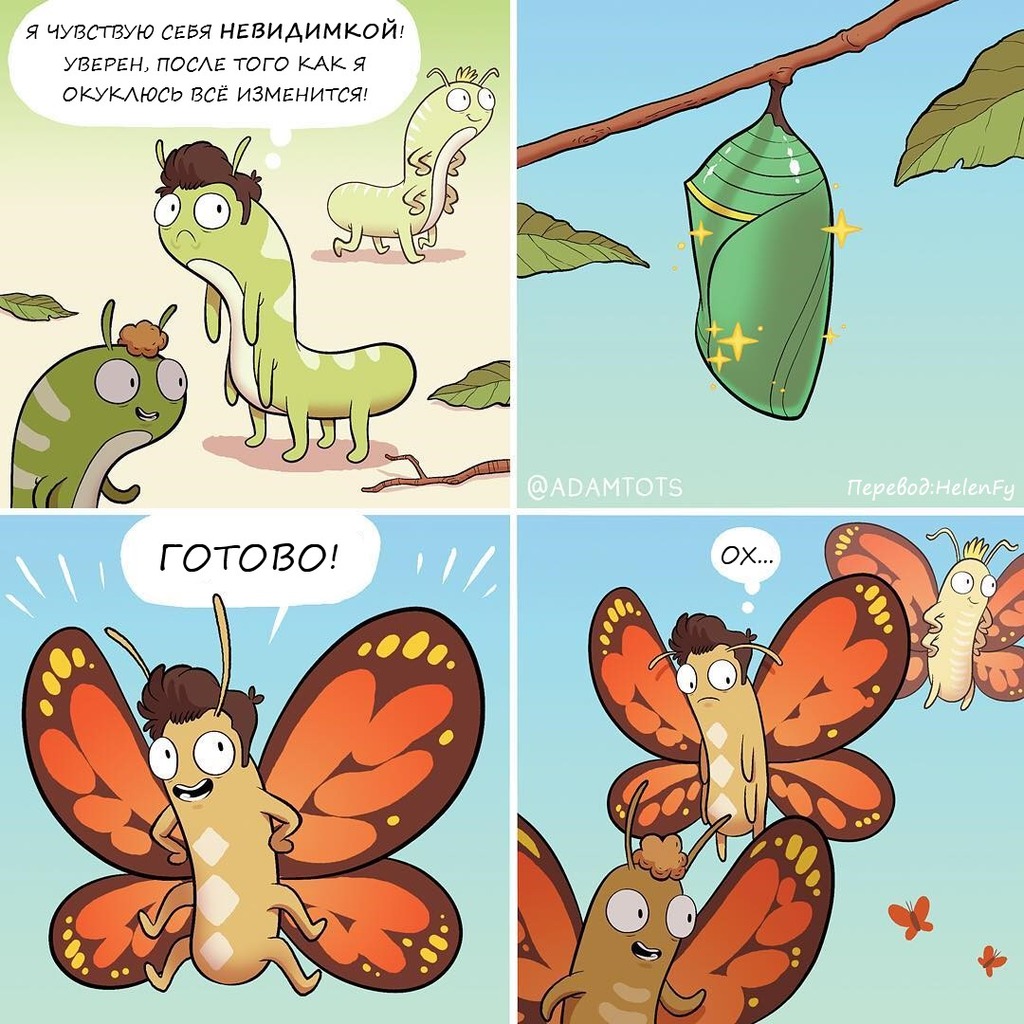 Я ЧУВСТВУЮ СЕБЯ НЕВИДИМКОЙ!
УВЕРЕН, ПОСЛЕ ТОГО КАК Я
ОКУКЛЮСЬ ВСЁ ИЗМЕНИТСЯ!
@ADAMTOTS
Перевод:HelenFy
ГОТОВО!
ОХ...